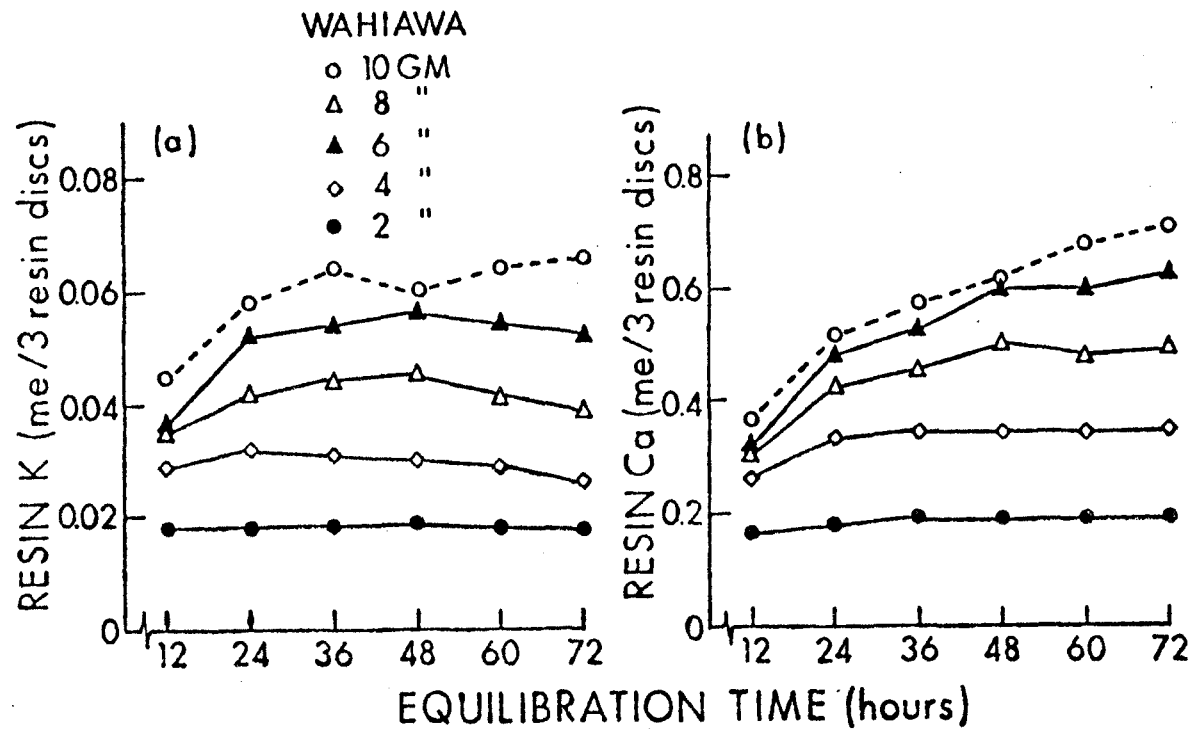 WAHIAWA
○ 10 GM
△ 8 "
▲ 6 "
◇ 4 "
● 2 "
(a)
RESIN K (me/3 resin discs)
0.08
0.06
0.04
0.02
0
12 24 36 48 60 72
(b)
RESIN Ca (me/3 resin discs)
0.8
0.6
0.4
0.2
0
12 24 36 48 60 72
EQUILIBRATION TIME (hours)